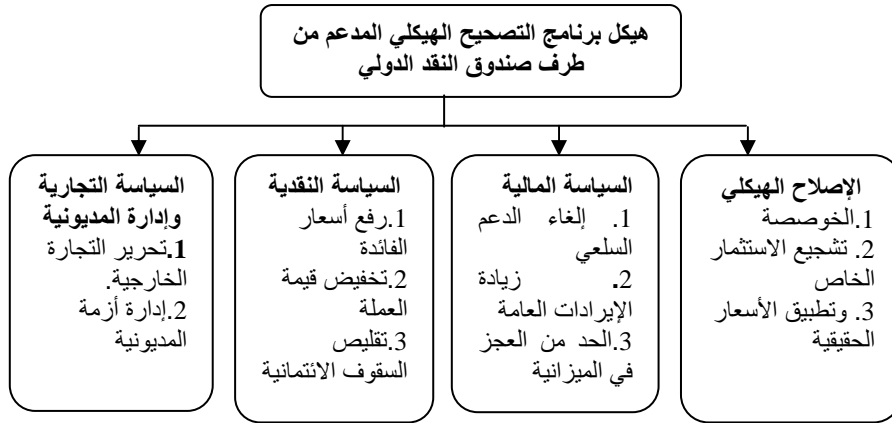 هيكل برنامج التصحيح الهيكلي المدعم من
طرف صندوق النقد الدولي
الإصلاح الهيكلي
1.الخوصصة
2. تشجيع الاستثمار
الخاص
3. وتطبيق الأسعار
الحقيقية
السياسة المالية
1. إلغاء الدعم
السلعي
2. زيادة
الإيرادات العامة
3.الحد من العجز
في الميزانية
السياسة النقدية
1.رفع أسعار
الفائدة
2.تخفيض قيمة
العملة
3.تقليص
السقوف الائتمانية
السياسة التجارية
وإدارة المديونية
1.تحرير التجارة
الخارجية.
2.إدارة أزمة
المديونية